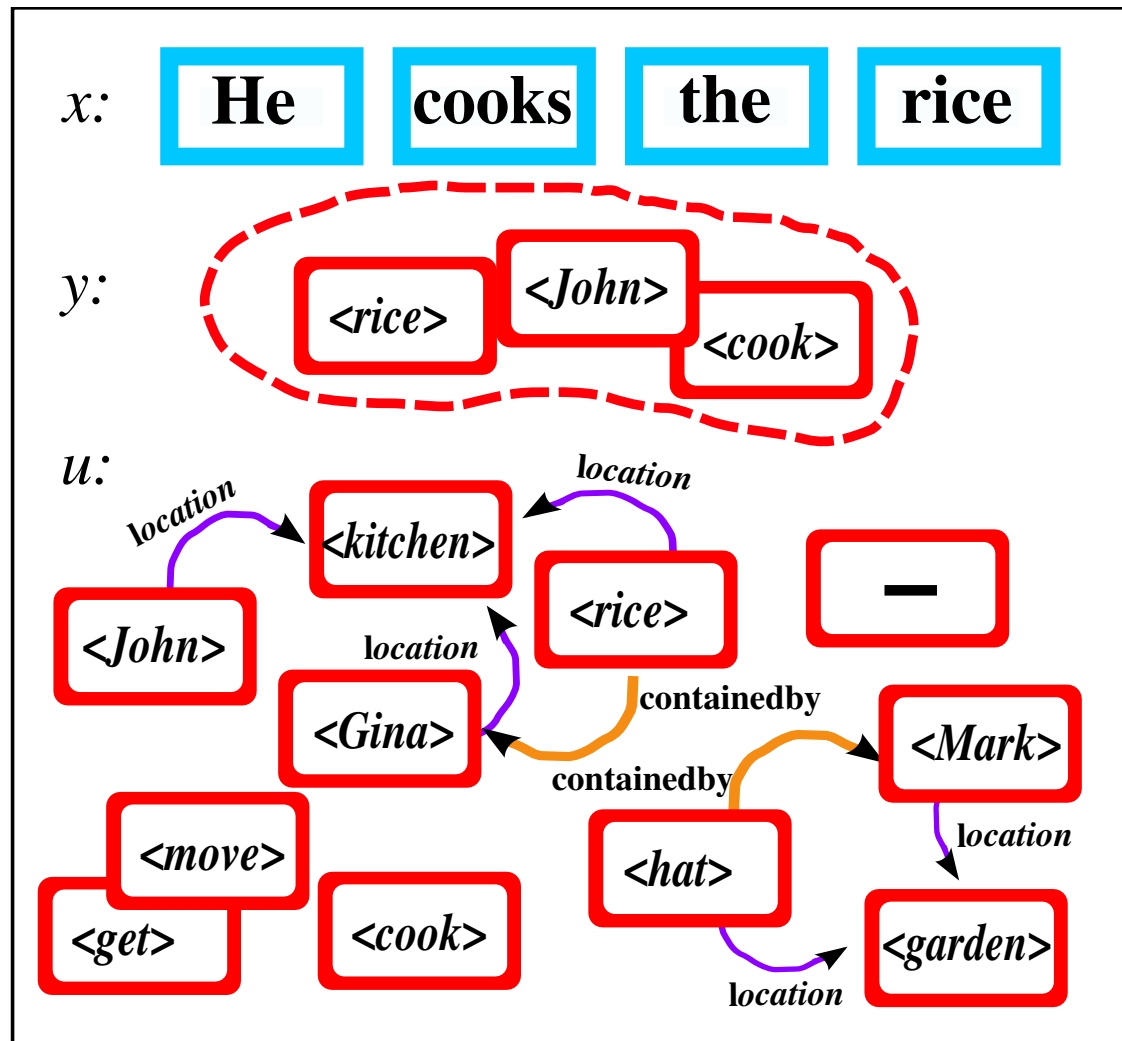 x: He cooks the rice
y: <rice> <John> <cook>
u:
location
location
<kitchen>
–
<John>
<rice>
location
<Gina>
containedby
<Mark>
containedby
<move>
location
<hat>
<get>
<cook>
<garden>
location